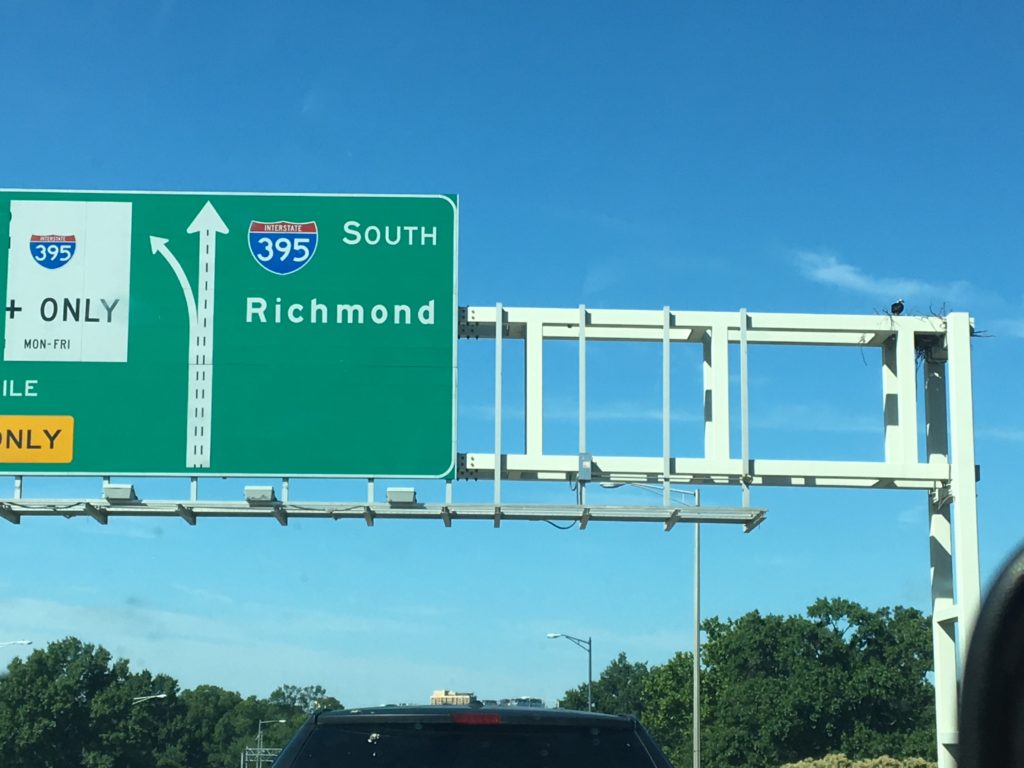 INTERSTATE
395
+ ONLY
MON-FRI
ILE
ONLY
INTERSTATE
395
SOUTH
Richmond